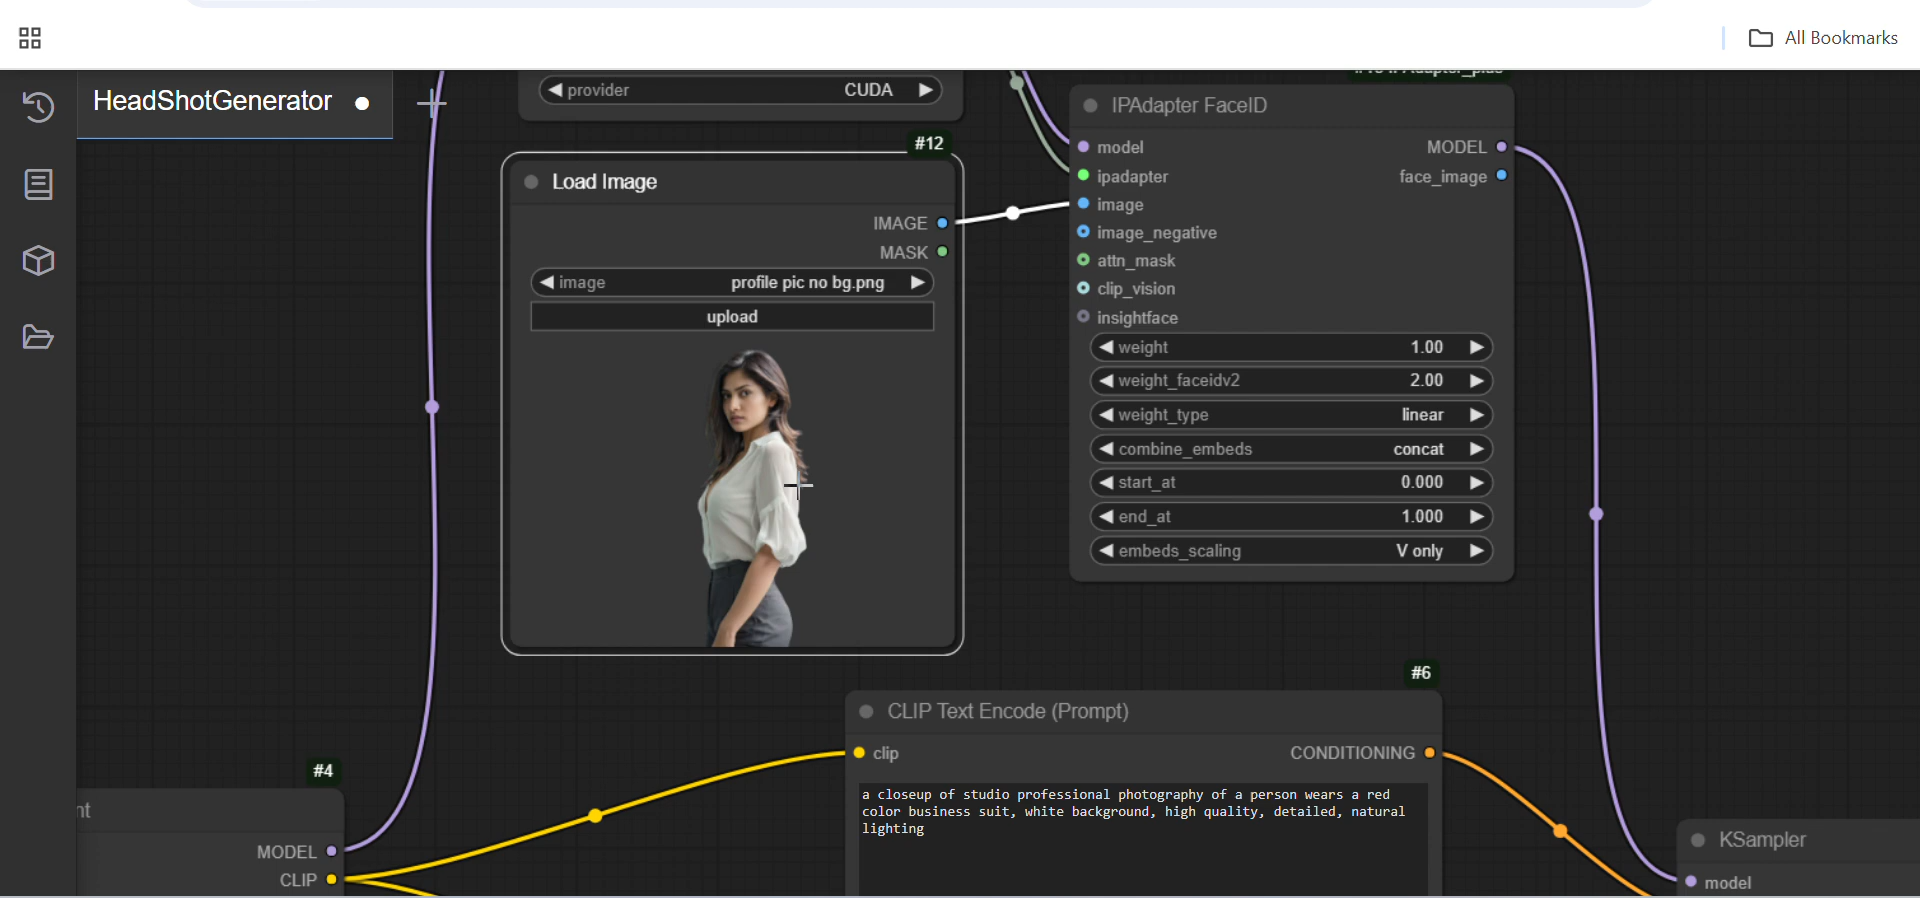 All Bookmarks
HeadShotGenerator
provider CUDA
#12
Load Image
IMAGE
MASK
image profile pic no bg.png
upload
IPAdapter FaceID
model MODEL
ipadapter face_image
image
image_negative
attn_mask
clip_vision
insightface
weight 1.00
weight_faceidv2 2.00
weight_type linear
combine_embeds concat
start_at 0.000
end_at 1.000
embeds_scaling V only
#6
CLIP Text Encode (Prompt)
clip CONDITIONING
a closeup of studio professional photography of a person wears a red
color business suit, white background, high quality, detailed, natural
lighting
#4
nt
MODEL
CLIP
KSampler
model